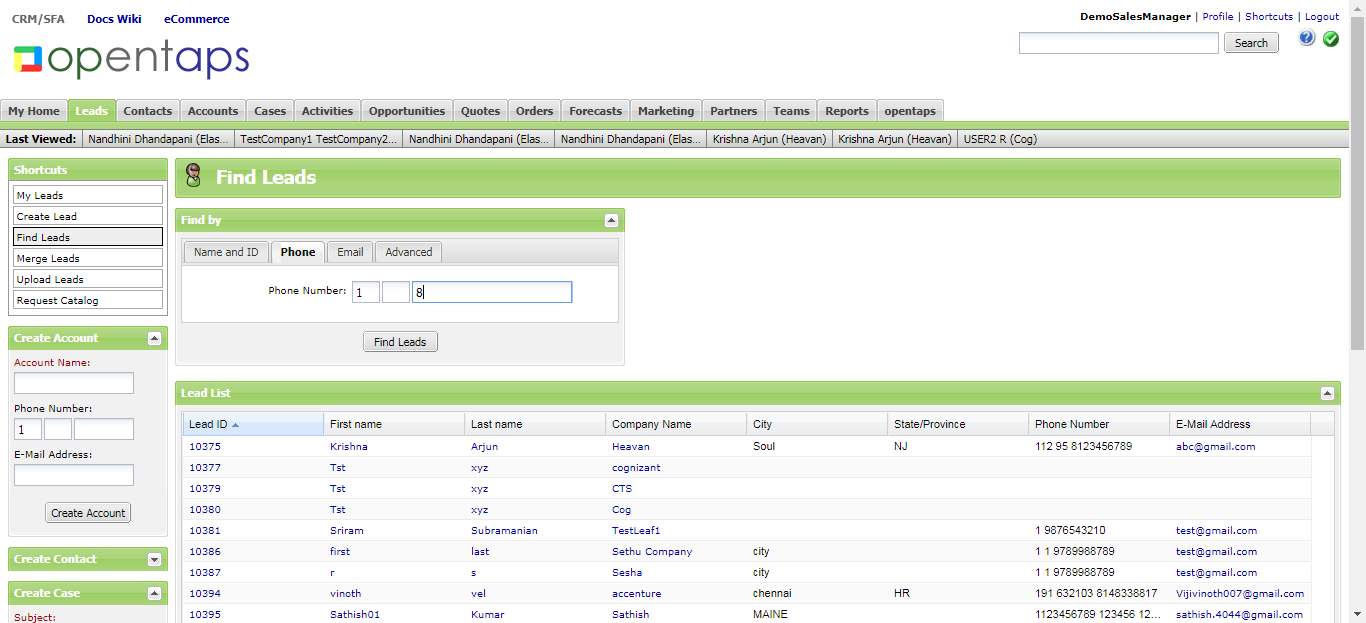 CRM/SFA Docs Wiki eCommerce
DemoSalesManager | Profile | Shortcuts | Logout
opentaps
Search
?
My Home Leads Contacts Accounts Cases Activities Opportunities Quotes Orders Forecasts Marketing Partners Teams Reports opentaps
Last Viewed: Nandhini Dhandapani (Elas... TestCompany1 TestCompany2... Nandhini Dhandapani (Elas... Nandhini Dhandapani (Elas... Krishna Arjun (Heavan) Krishna Arjun (Heavan) USER2 R (Cog)
Shortcuts
My Leads
Create Lead
Find Leads
Merge Leads
Upload Leads
Request Catalog
Create Account
Account Name:
Phone Number:
1
E-Mail Address:
Create Account
Create Contact
Create Case
Subject:
Find Leads
Find by
Name and ID Phone Email Advanced
Phone Number: 1 8
Find Leads
Lead List
Lead ID First name Last name Company Name City State/Province Phone Number E-Mail Address
10375 Krishna Arjun Heavan Soul NJ 112 95 8123456789 abc@gmail.com
10377 Tst xyz cognizant
10379 Tst xyz CTS
10380 Tst xyz Cog
10381 Sriram Subramanian TestLeaf1 1 9876543210 test@gmail.com
10386 first last Sethu Company city 1 1 9789988789 test@gmail.com
10387 r s Sesha city 1 1 9789988789 test@gmail.com
10394 vinoth vel accenture chennai HR 191 632103 8148338817 Vijivinoth007@gmail.com
10395 Sathish01 Kumar Sathish MAINE 1123456789 123456 12... sathish.4044@gmail.com